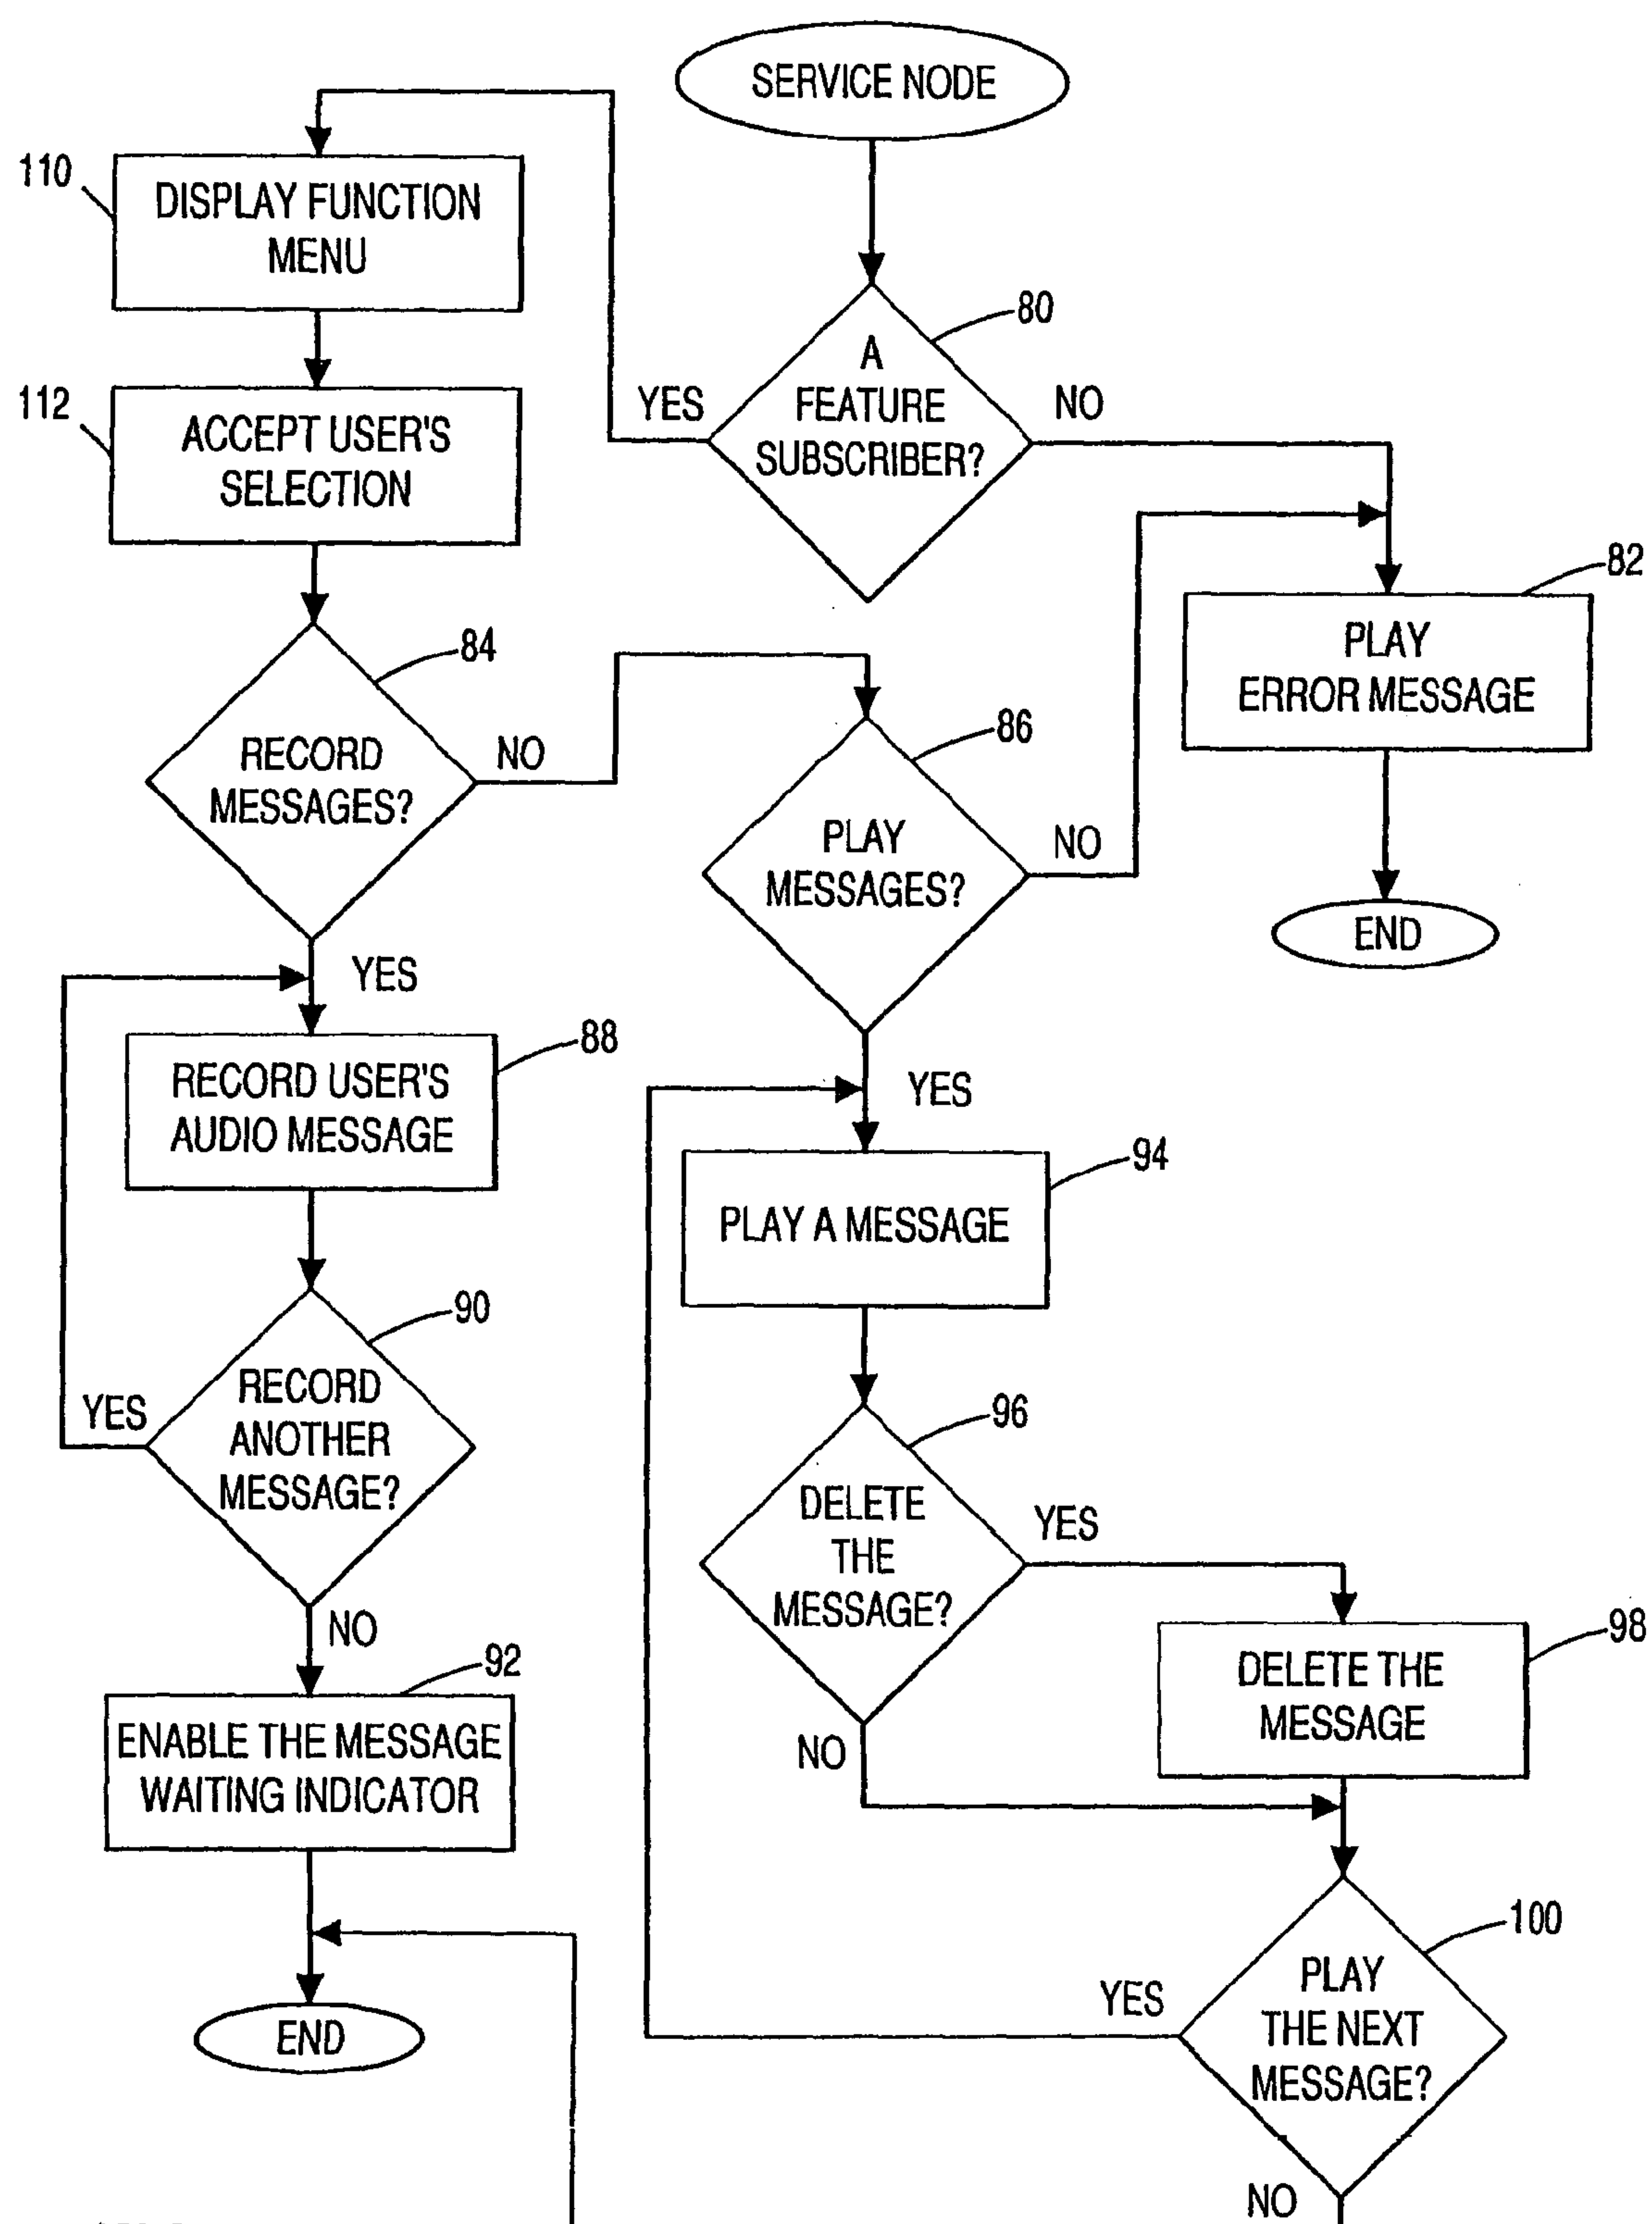 SERVICE NODE
110
DISPLAY FUNCTION
MENU
80
A
FEATURE
SUBSCRIBER?
YES
NO
112
ACCEPT USER'S
SELECTION
82
PLAY
ERROR MESSAGE
END
84
RECORD
MESSAGES?
NO
YES
86
PLAY
MESSAGES?
NO
YES
88
RECORD USER'S
AUDIO MESSAGE
90
RECORD
ANOTHER
MESSAGE?
YES
NO
92
ENABLE THE MESSAGE
WAITING INDICATOR
END
94
PLAY A MESSAGE
96
DELETE
THE
MESSAGE?
YES
NO
98
DELETE THE
MESSAGE
100
PLAY
THE NEXT
MESSAGE?
YES
NO